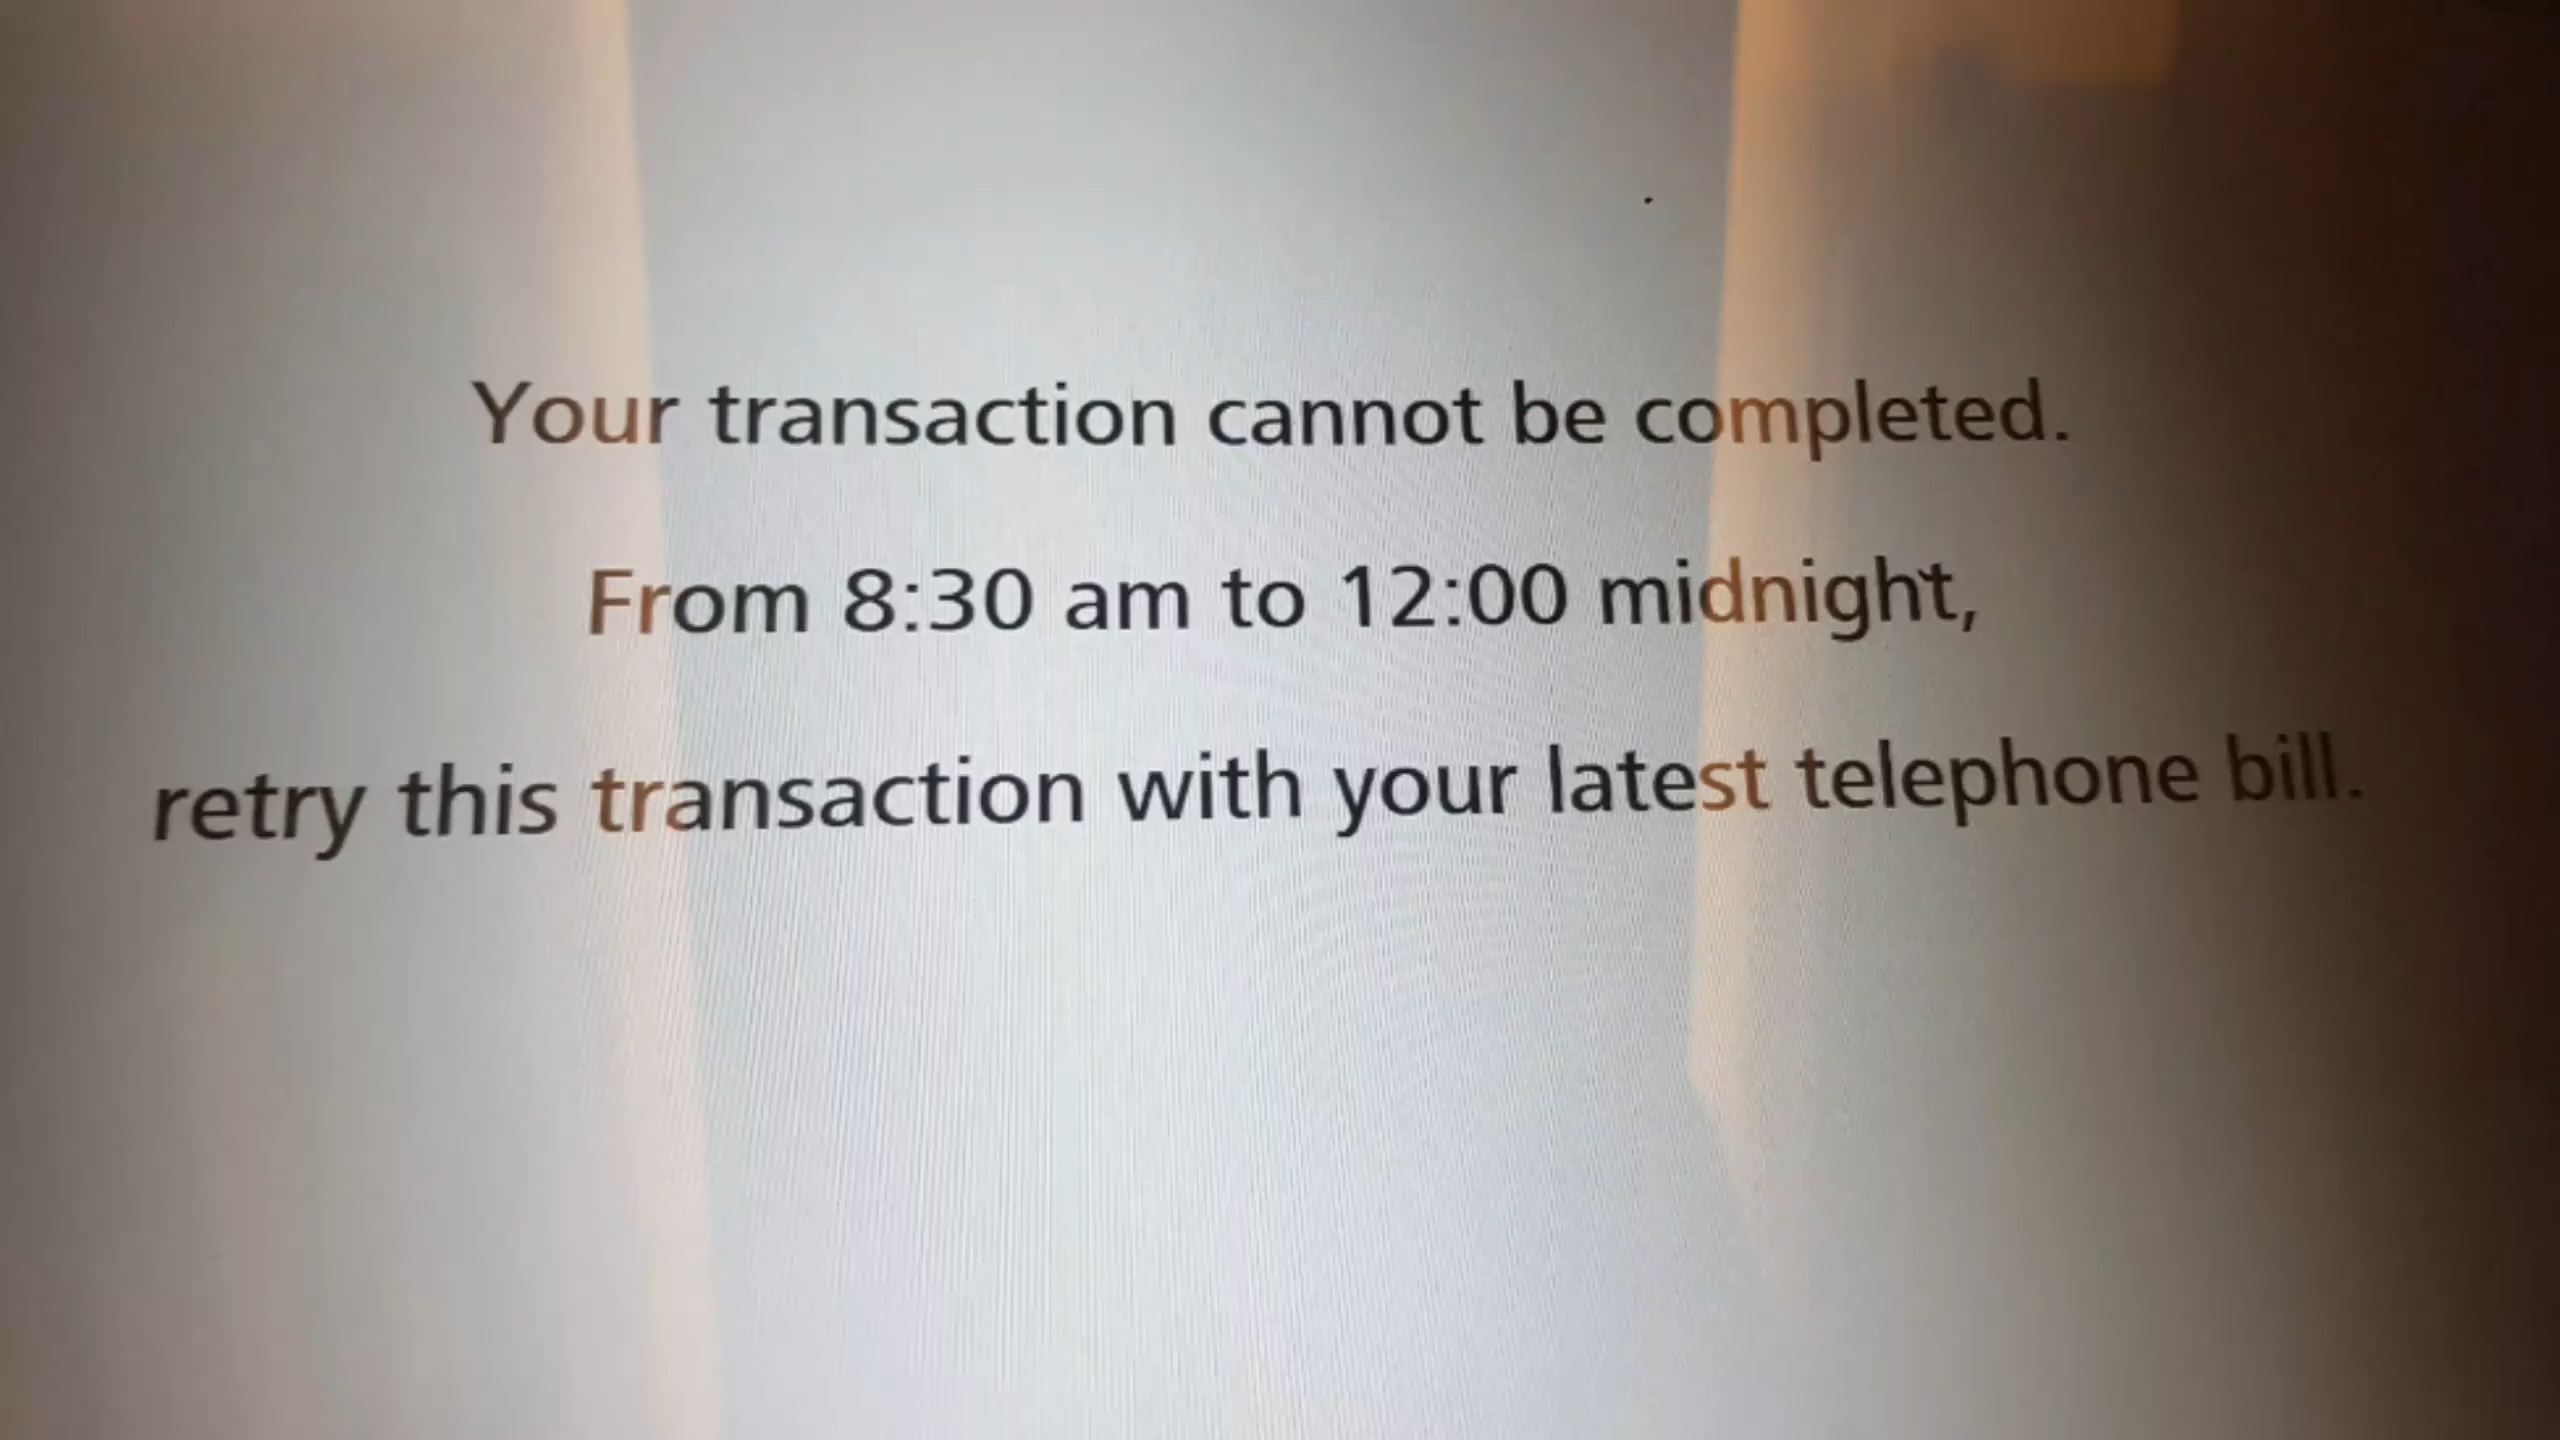 Your transaction cannot be completed.
From 8:30 am to 12:00 midnight,
retry this transaction with your latest telephone bill.